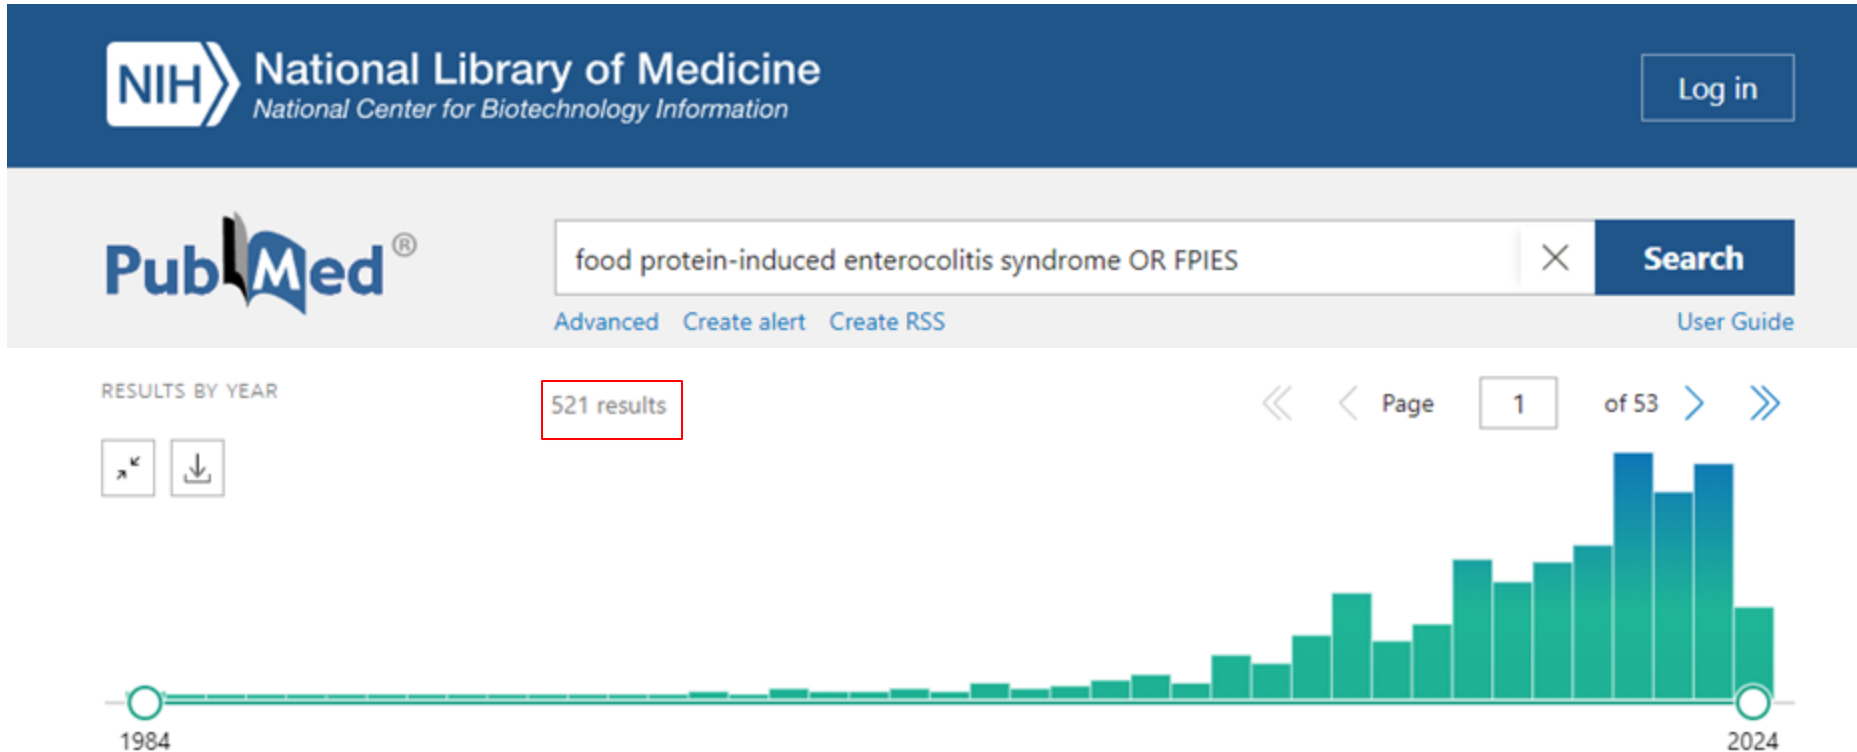 NIH National Library of Medicine
National Center for Biotechnology Information
Log in
PubMed®
food protein-induced enterocolitis syndrome OR FPIES
Search
Advanced Create alert Create RSS
User Guide
RESULTS BY YEAR
521 results
Page 1 of 53
1984
2024